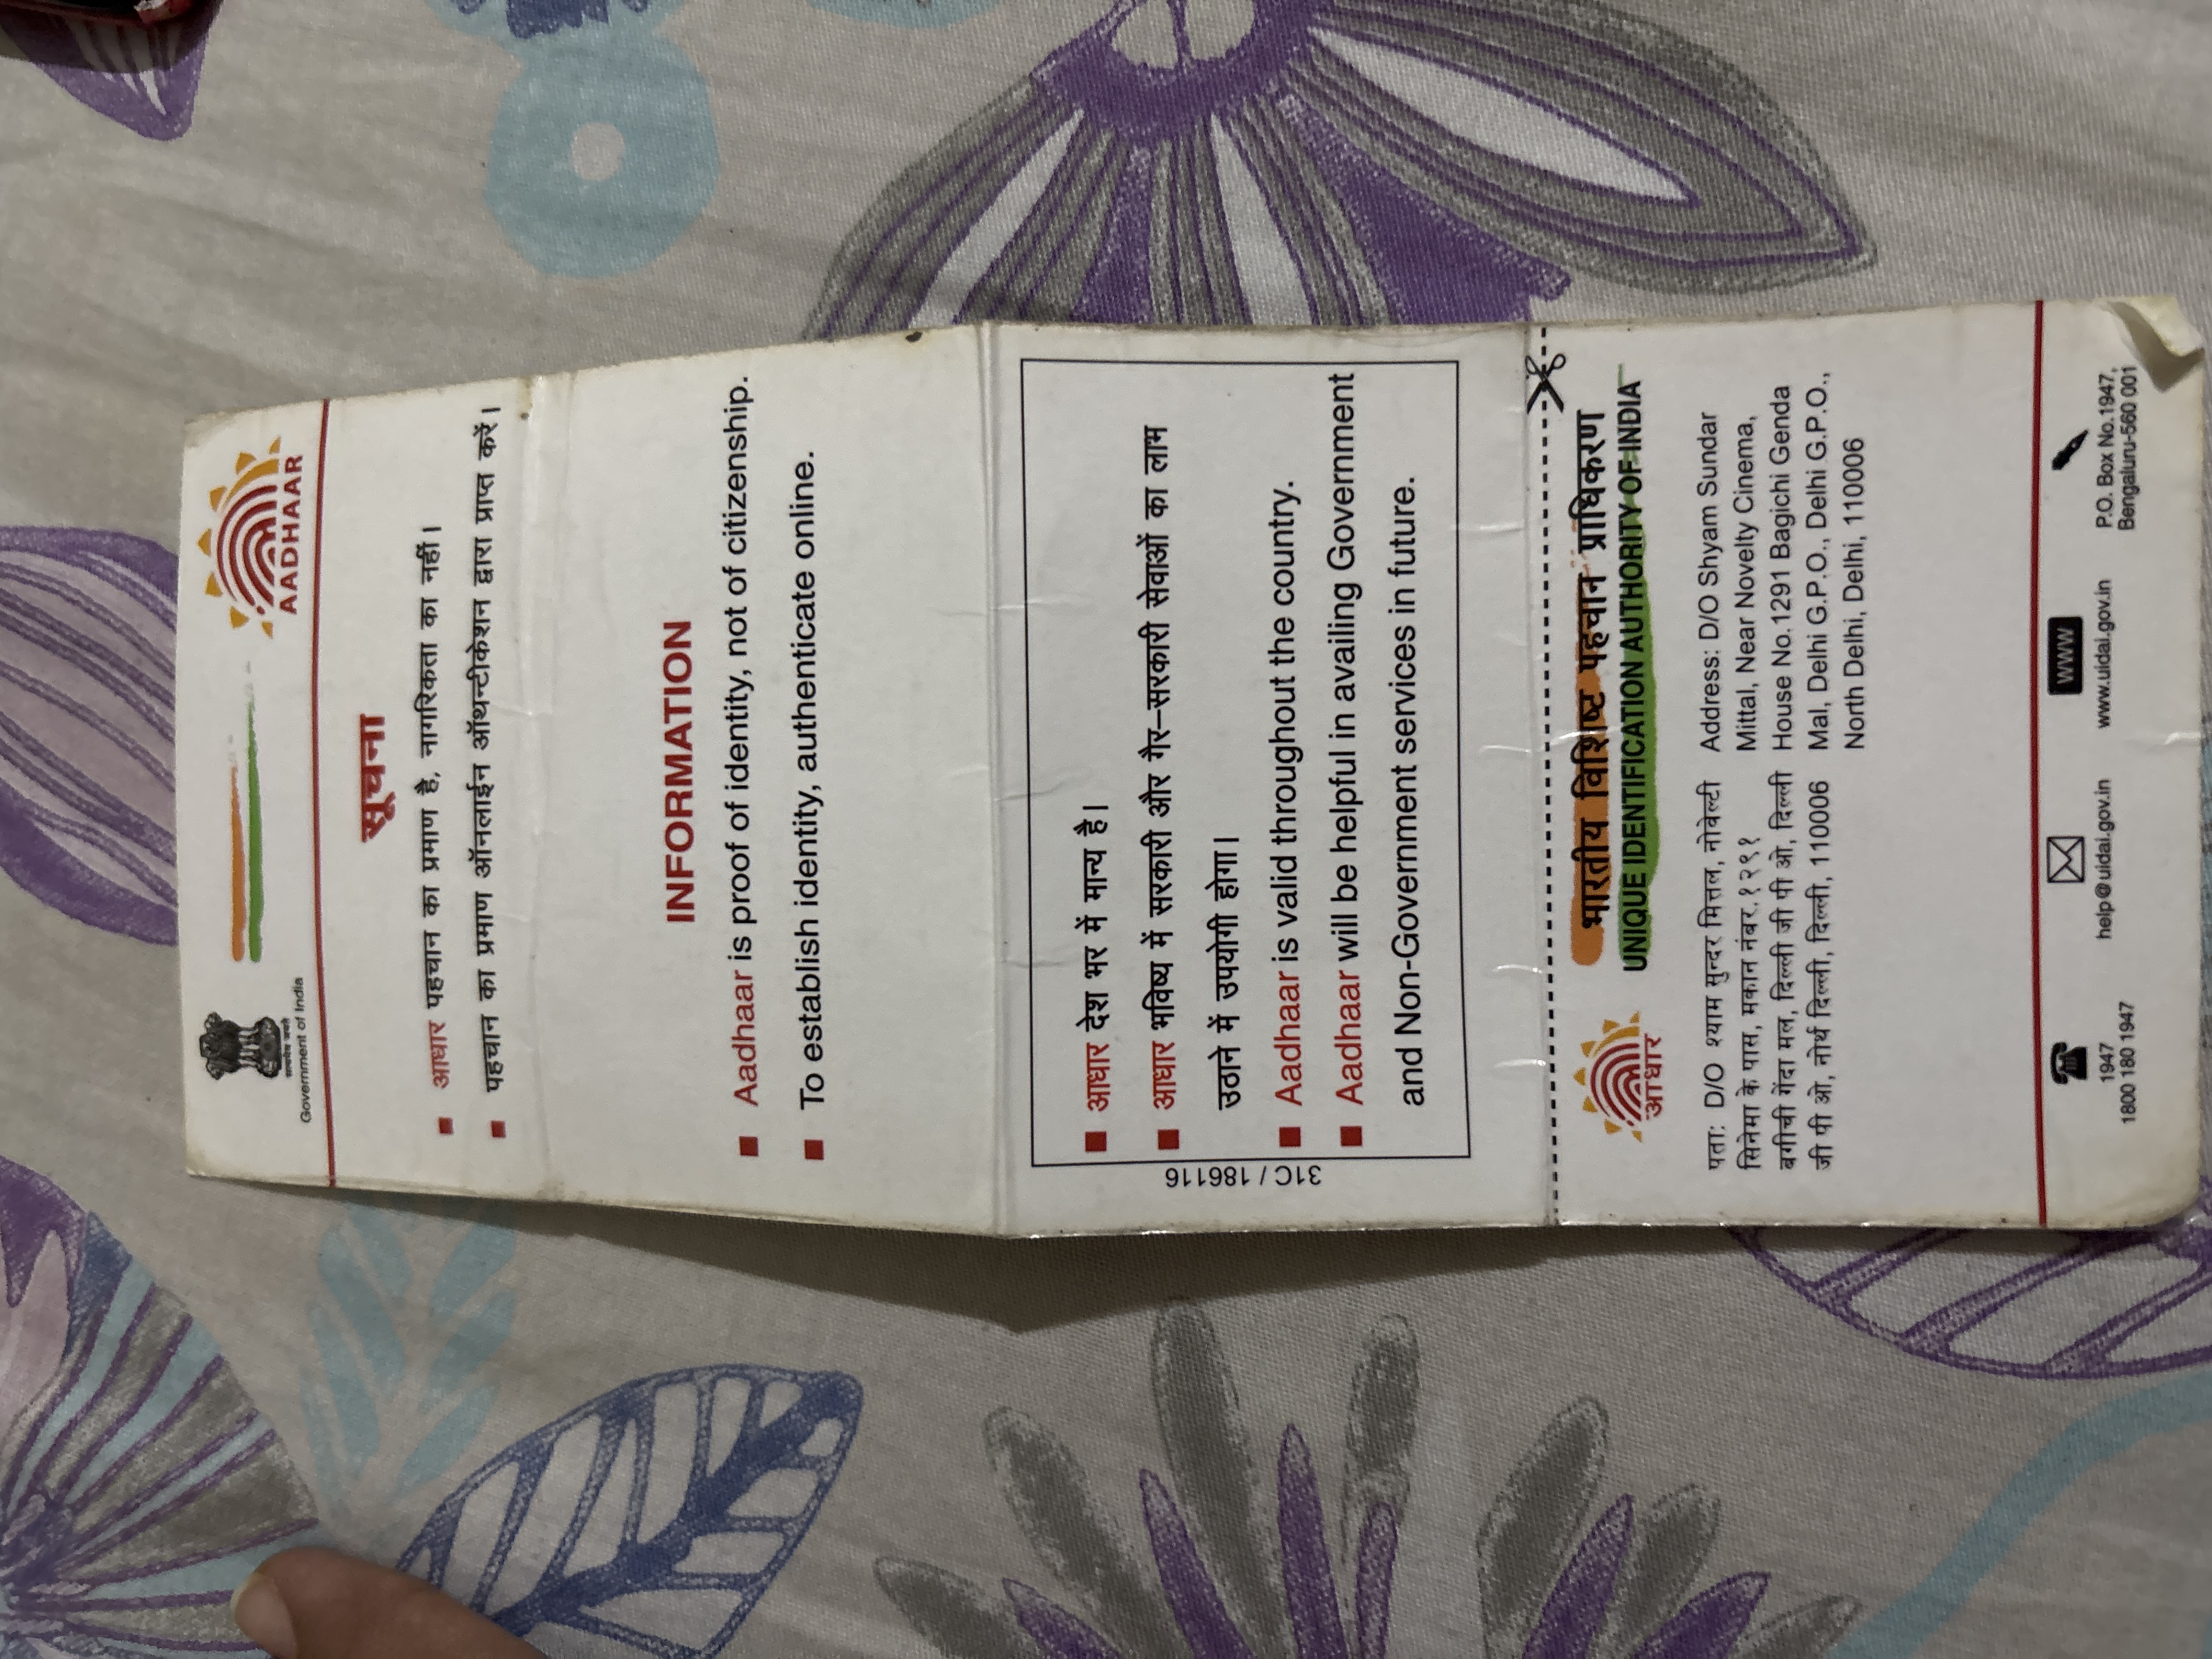 सत्यमेव जयते
Government of India
AADHAAR
सूचना
■ आधार पहचान का प्रमाण है, नागरिकता का नहीं।
■ पहचान का प्रमाण ऑनलाईन ऑथन्टीकेशन द्वारा प्राप्त करें।
INFORMATION
■ Aadhaar is proof of identity, not of citizenship.
■ To establish identity, authenticate online.
31C / 186116
■ आधार देश भर में मान्य है।
■ आधार भविष्य में सरकारी और गैर-सरकारी सेवाओं का लाभ
उठाने में उपयोगी होगा।
■ Aadhaar is valid throughout the country.
■ Aadhaar will be helpful in availing Government
and Non-Government services in future.
आधार
भारतीय विशिष्ट पहचान प्राधिकरण
UNIQUE IDENTIFICATION AUTHORITY OF INDIA
पता: D/O श्याम सुन्दर मित्तल, नोवेल्टी
सिनेमा के पास, मकान नंबर.१२९१
बगीची गेंदा मल, दिल्ली जी पी ओ, दिल्ली
जी पी ओ, नोर्थ दिल्ली, दिल्ली, 110006
Address: D/O Shyam Sundar
Mittal, Near Novelty Cinema,
House No.1291 Bagichi Genda
Mal, Delhi G.P.O., Delhi G.P.O.,
North Delhi, Delhi, 110006
1947
1800 180 1947
help@uidai.gov.in
WWW
www.uidai.gov.in
P.O. Box No.1947,
Bengaluru-560 001